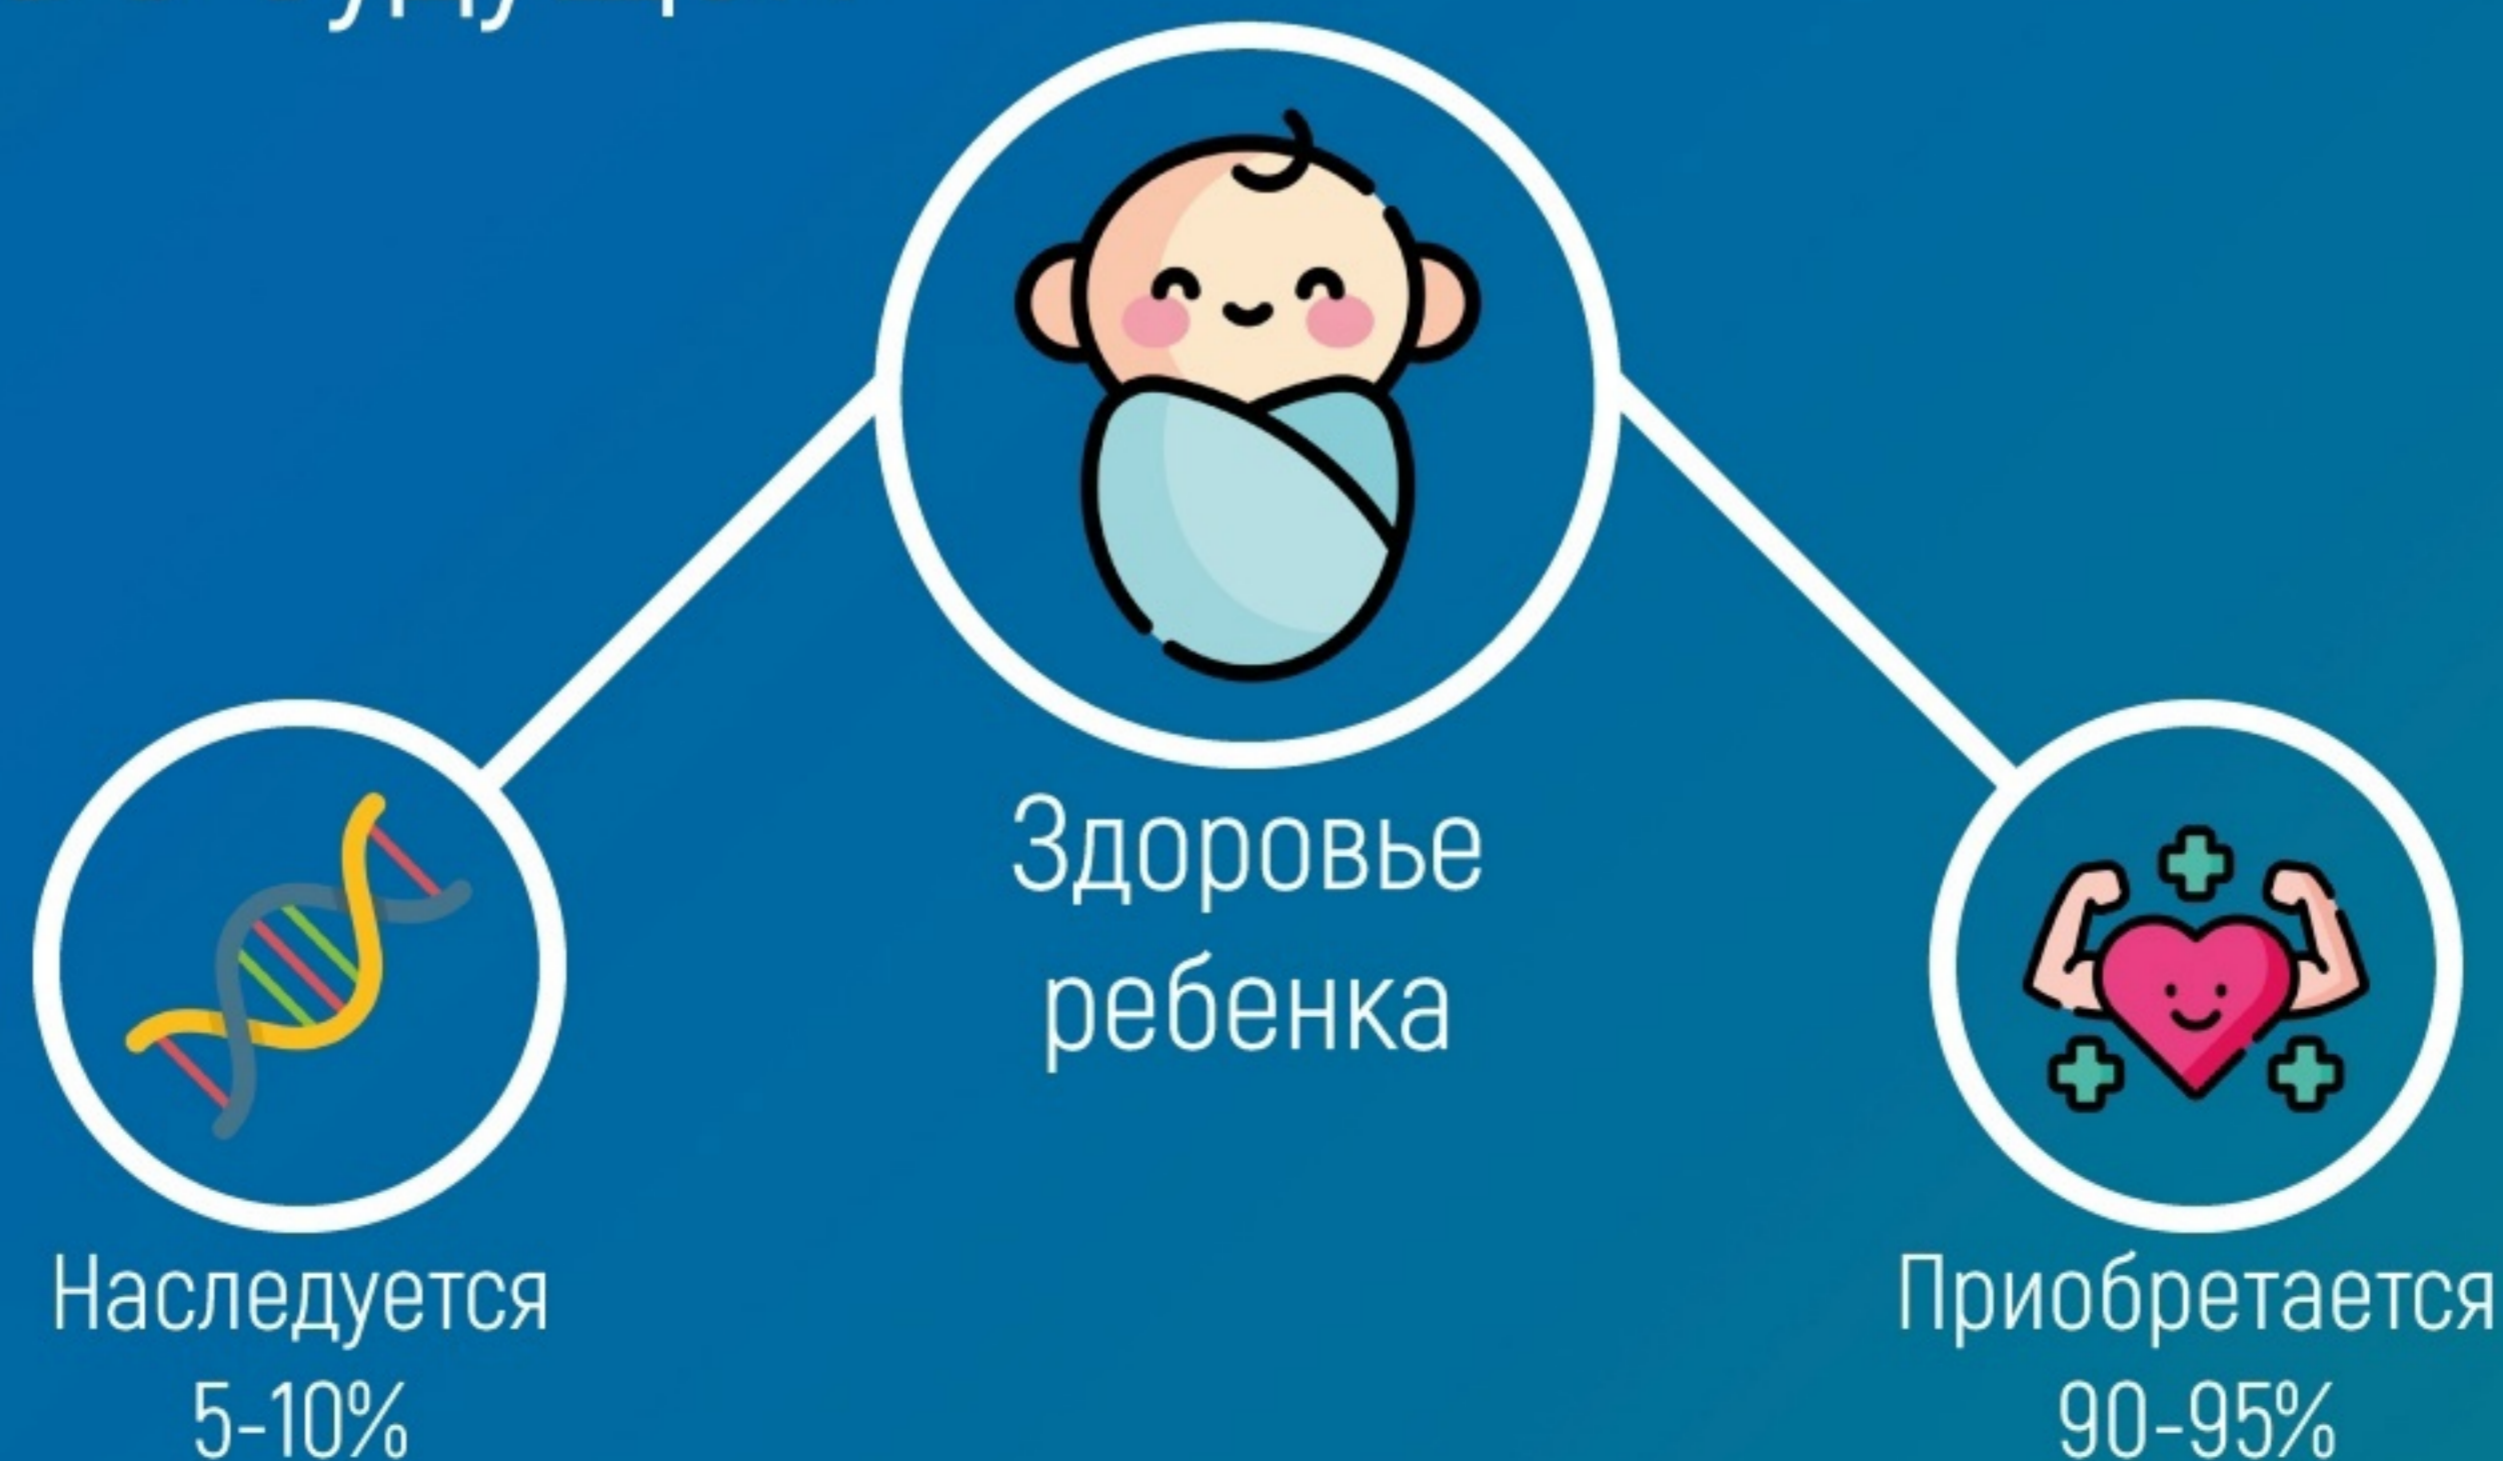 Здоровье
ребенка
Наследуется
5-10%
Приобретается
90-95%